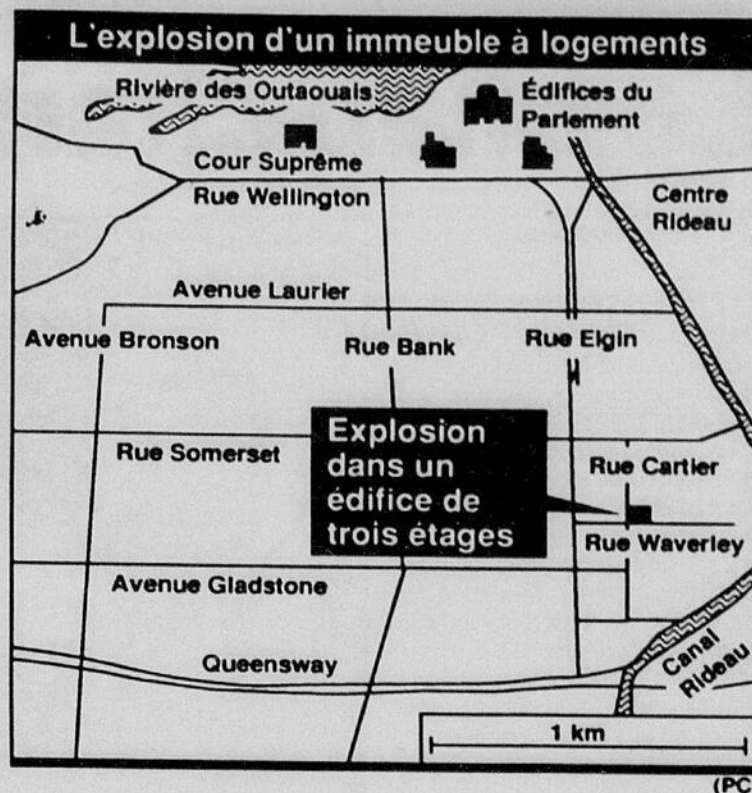 L'explosion d'un immeuble à logements
Rivière des Outaouais
Édifices du
Parlement
Cour Suprême
Rue Wellington
Centre
Rideau
Avenue Laurier
Avenue Bronson
Rue Bank
Rue Elgin
Explosion
dans un
édifice de
trois étages
Rue Somerset
Rue Cartier
Rue Waverley
Avenue Gladstone
Queensway
Canal
Rideau
1 km
(PC